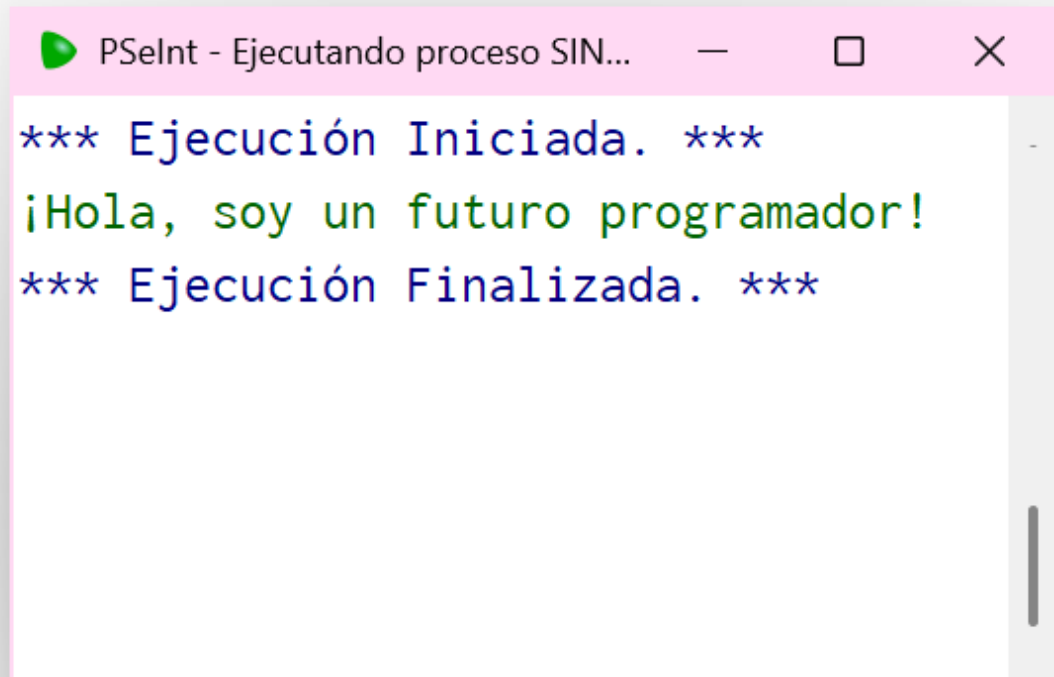 PSeInt - Ejecutando proceso SIN...
*** Ejecución Iniciada. ***
¡Hola, soy un futuro programador!
*** Ejecución Finalizada. ***